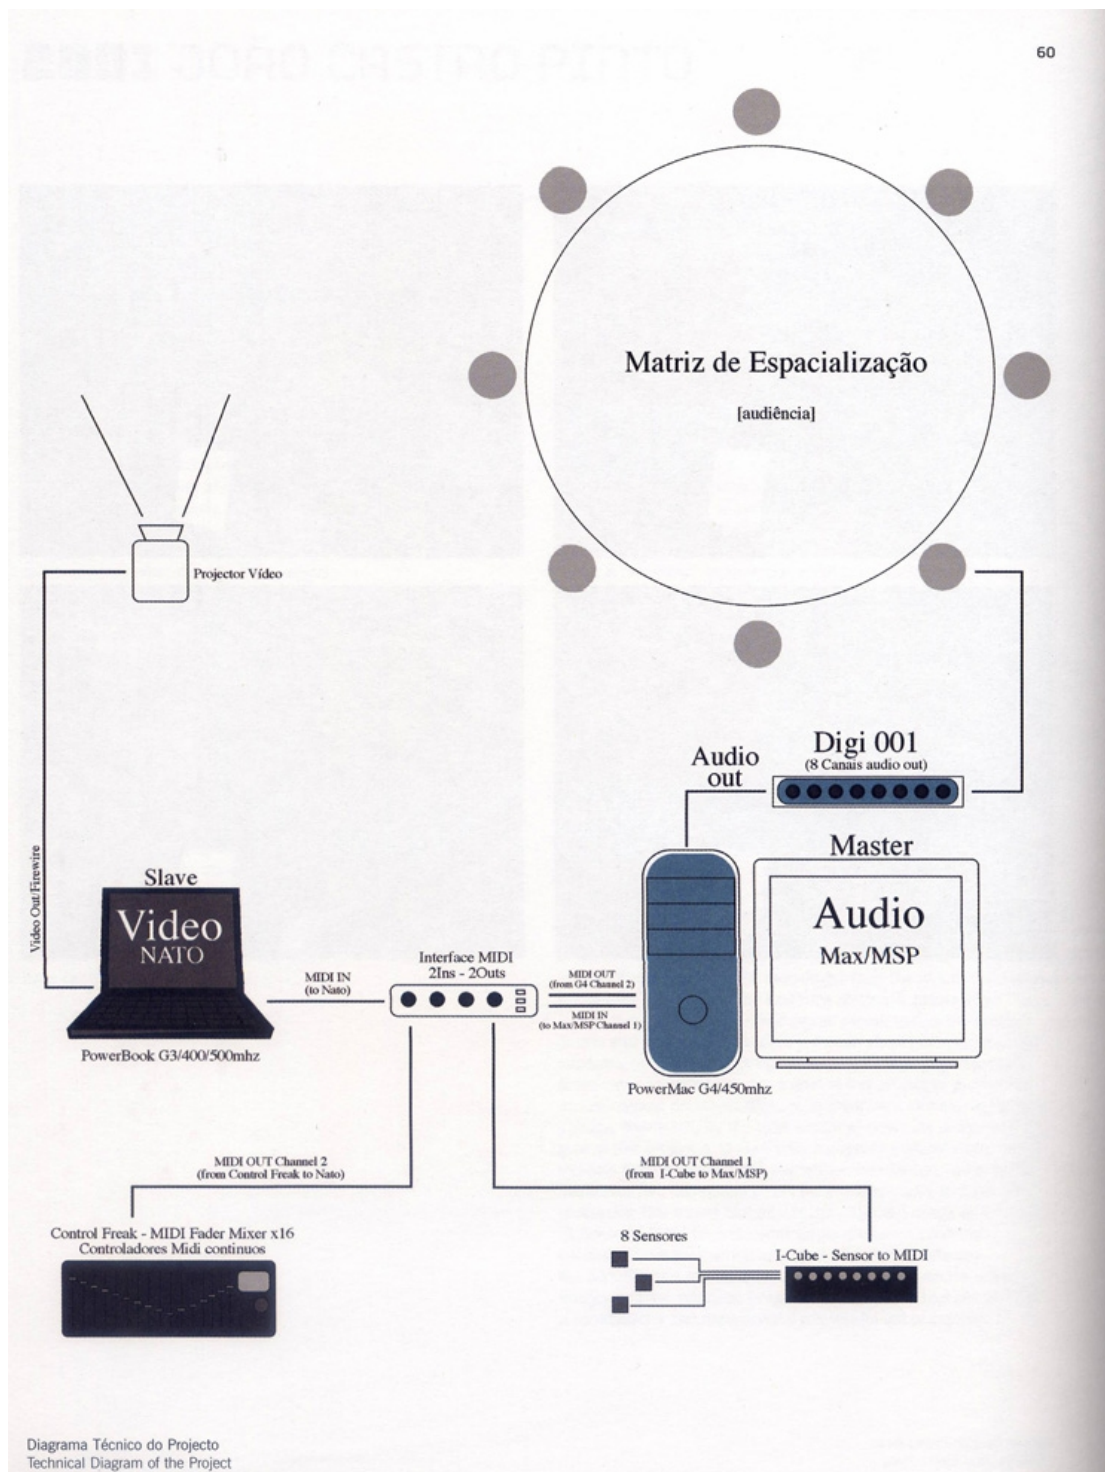 60
Matriz de Espacialização
[audiência]
Projector Vídeo
Digi 001
(8 Canais audio out)
Audio
out
Master
Audio
Max/MSP
Video Out/Firewire
Slave
Video
NATO
PowerBook G3/400/500mhz
MIDI IN
(to Nato)
Interface MIDI
2Ins - 2Outs
MIDI OUT
(from G4 Channel 2)
MIDI IN
(to Max/MSP Channel 1)
PowerMac G4/450mhz
MIDI OUT Channel 2
(from Control Freak to Nato)
MIDI OUT Channel 1
(from I-Cube to Max/MSP)
Control Freak - MIDI Fader Mixer x16
Controladores Midi continuos
8 Sensores
I-Cube - Sensor to MIDI
Diagrama Técnico do Projecto
Technical Diagram of the Project